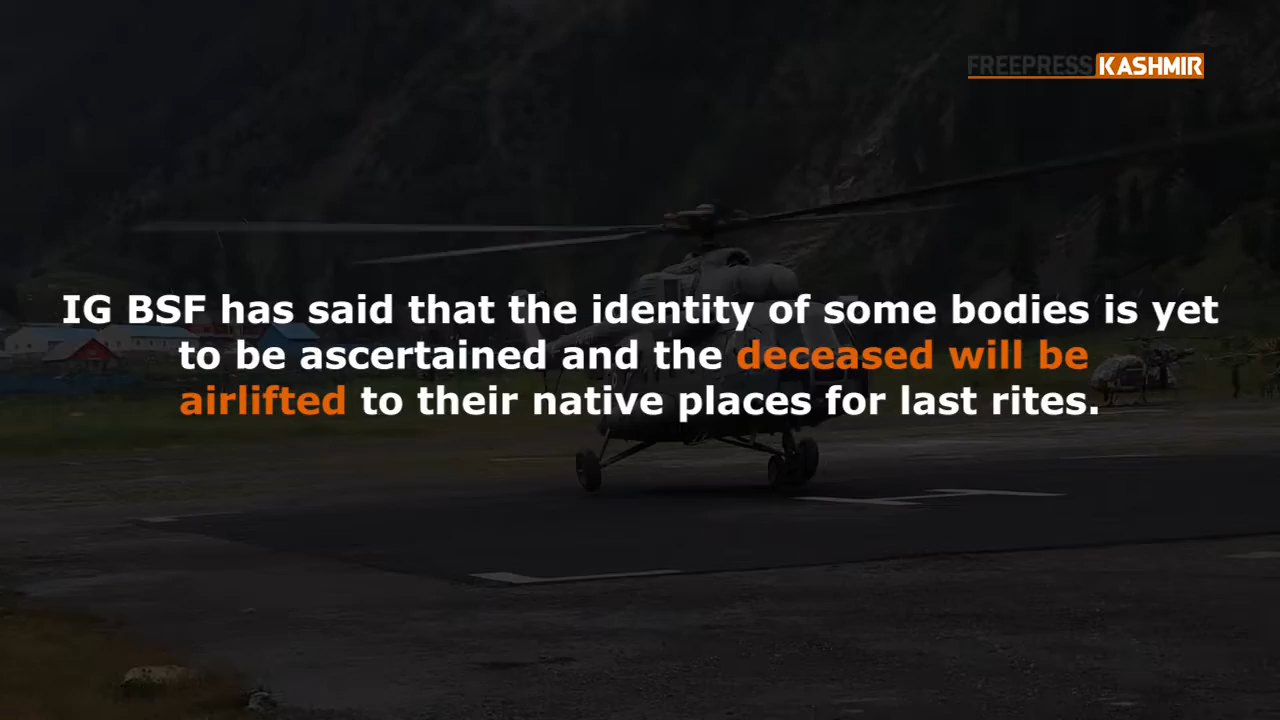 FREEPRESS KASHMIR
IG BSF has said that the identity of some bodies is yet
to be ascertained and the deceased will be
airlifted to their native places for last rites.